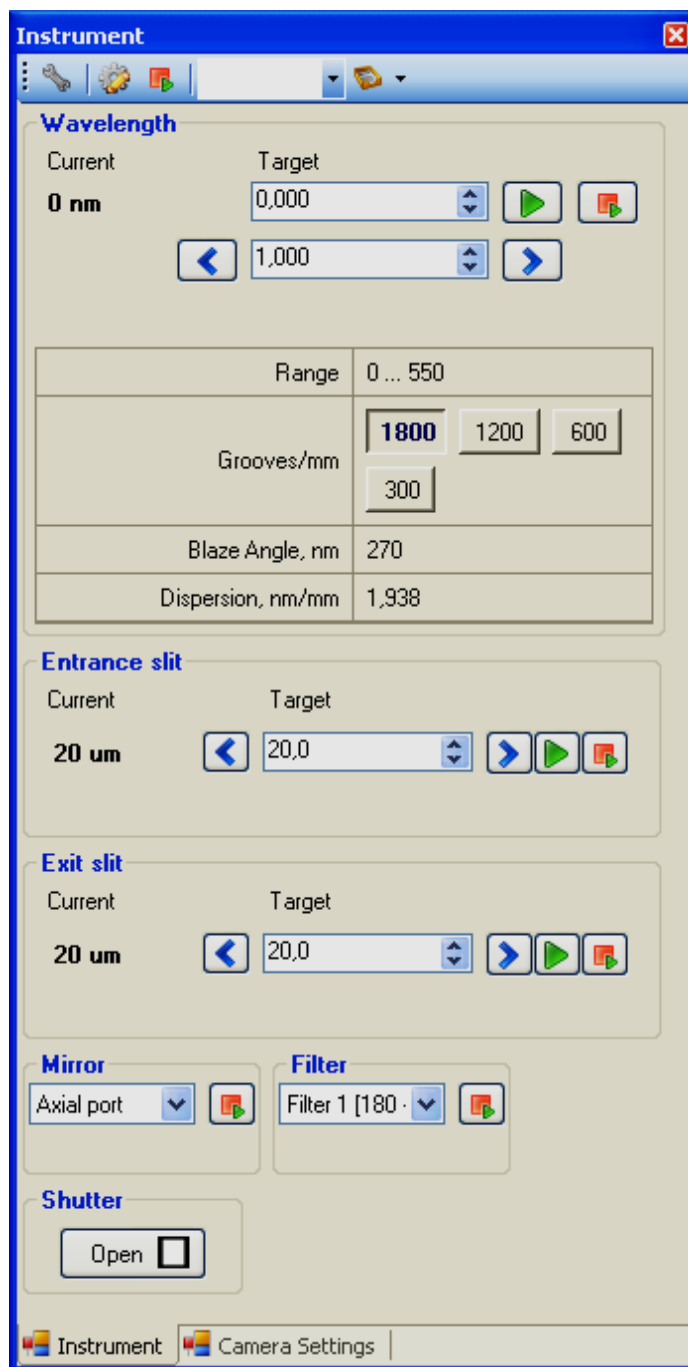 Instrument
Wavelength
Current Target
0 nm 0,000
1,000
Range 0 ... 550
Grooves/mm 1800 1200 600
300
Blaze Angle, nm 270
Dispersion, nm/mm 1,938
Entrance slit
Current Target
20 um 20,0
Exit slit
Current Target
20 um 20,0
Mirror Filter
Axial port Filter 1 [180 -
Shutter
Open
Instrument Camera Settings